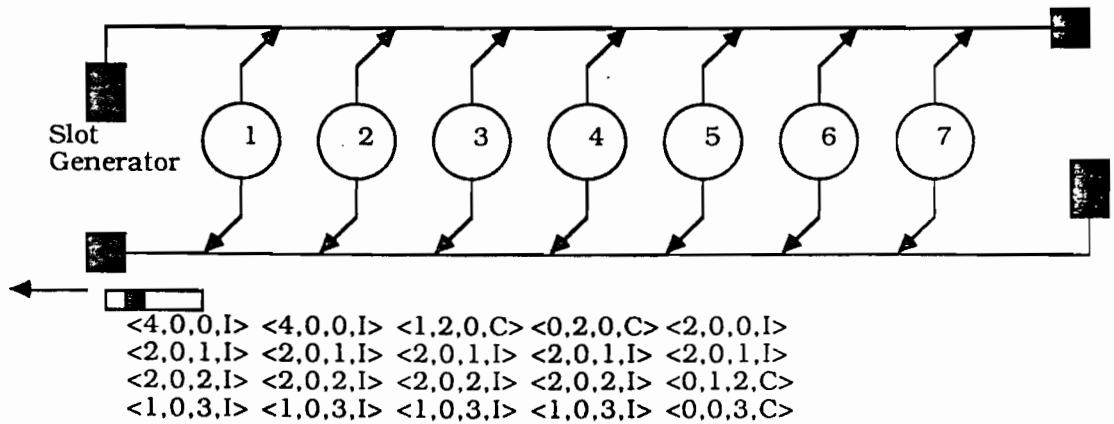 1 2 3 4 5 6 7
Slot
Generator
<4,0,0,I> <4,0,0,I> <1,2,0,C> <0,2,0,C> <2,0,0,I>
<2,0,1,I> <2,0,1,I> <2,0,1,I> <2,0,1,I> <2,0,1,I>
<2,0,2,I> <2,0,2,I> <2,0,2,I> <2,0,2,I> <0,1,2,C>
<1,0,3,I> <1,0,3,I> <1,0,3,I> <1,0,3,I> <0,0,3,C>